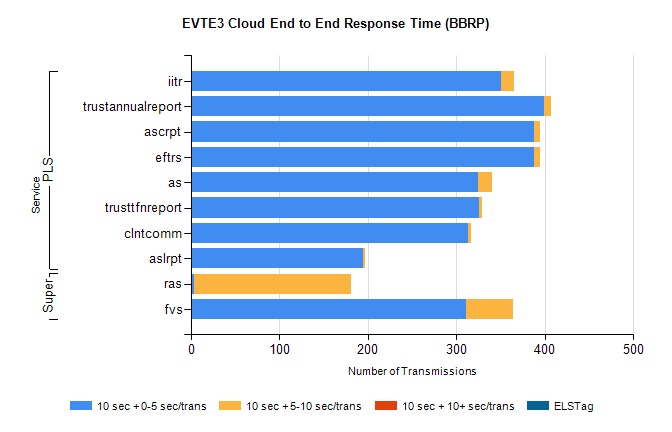 EVTE3 Cloud End to End Response Time (BBRP)
iitr
trustannualreport
ascrpt
eftrs
as
trusttfnreport
clntcomm
aslrpt
ras
fvs
Service
PLS
Super
0 100 200 300 400 500
Number of Transmissions
10 sec +0-5 sec/trans 10 sec +5-10 sec/trans 10 sec + 10+ sec/trans ELSTag